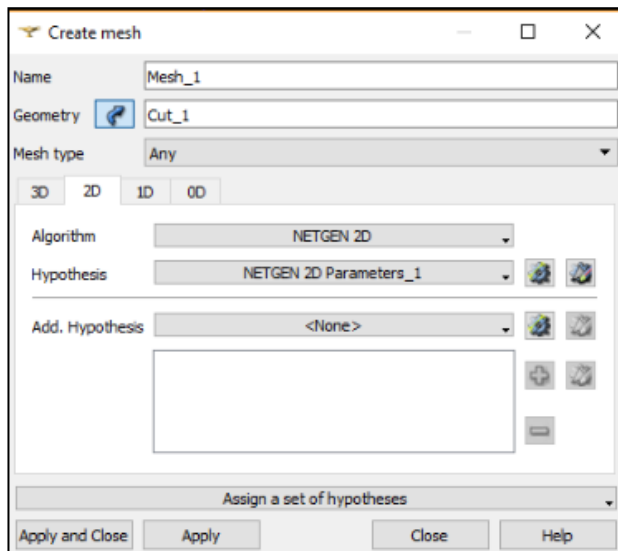 Create mesh
Name Mesh_1
Geometry Cut_1
Mesh type Any
3D 2D 1D 0D
Algorithm NETGEN 2D
Hypothesis NETGEN 2D Parameters_1
Add. Hypothesis <None>
Assign a set of hypotheses
Apply and Close Apply Close Help